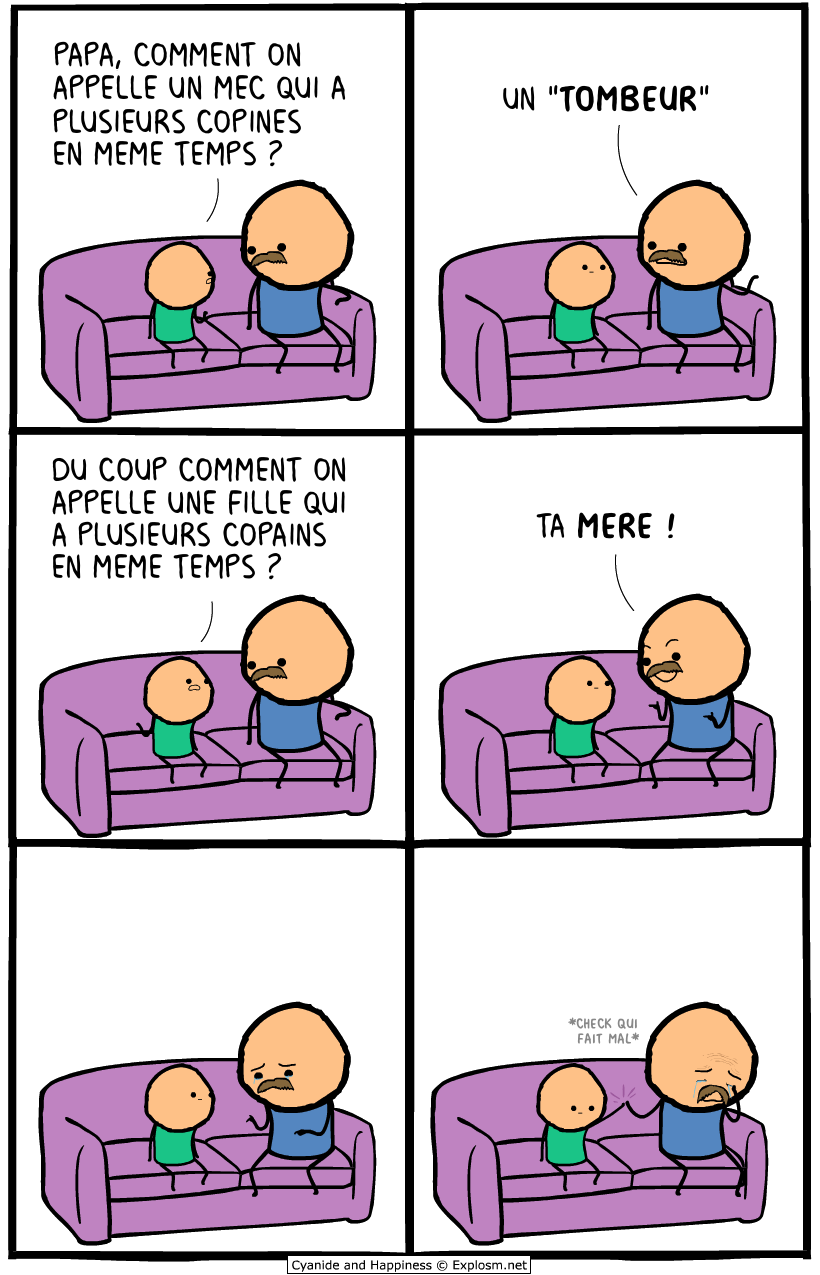 PAPA, COMMENT ON
APPELLE UN MEC QUI A
PLUSIEURS COPINES
EN MEME TEMPS ?
UN "TOMBEUR"
DU COUP COMMENT ON
APPELLE UNE FILLE QUI
A PLUSIEURS COPAINS
EN MEME TEMPS ?
TA MERE !
*CHECK QUI
FAIT MAL*
Cyanide and Happiness © Explosm.net